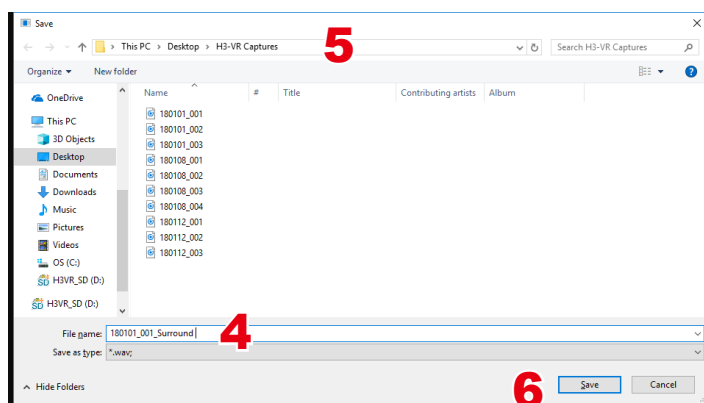 Save
This PC > Desktop > H3-VR Captures
5
Search H3-VR Captures
Organize
New folder
Name # Title Contributing artists Album
OneDrive
This PC
3D Objects
Desktop
Documents
Downloads
Music
Pictures
Videos
OS (C:)
H3VR_SD (D:)
H3VR_SD (D:)
180101_001
180101_002
180101_003
180108_001
180108_002
180108_003
180108_004
180112_001
180112_002
180112_003
File name: 180101_001_Surround
4
Save as type: *.wav;
Hide Folders
6
Save
Cancel